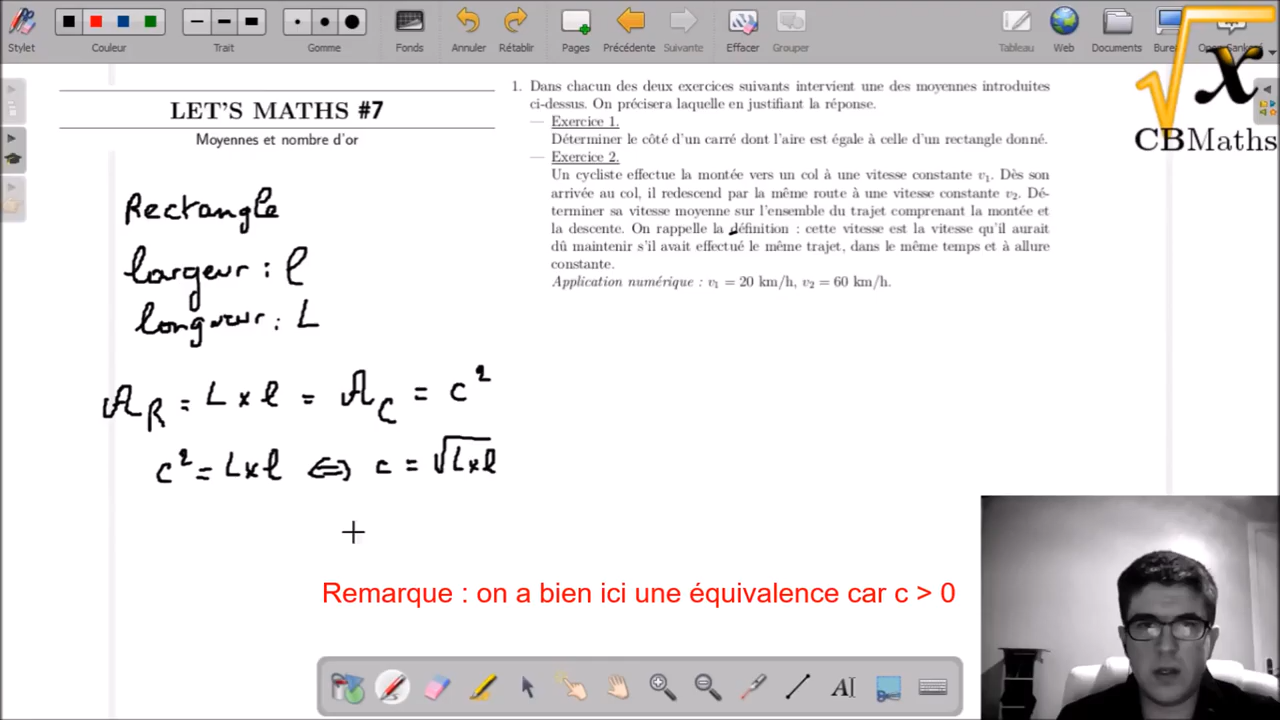 Stylet
Couleur
Trait
Gomme
Fonds
Annuler
Rétablir
Pages
Précédente
Suivante
Effacer
Grouper
Tableau
Web
Documents
LET'S MATHS #7
Moyennes et nombre d'or
1. Dans chacun des deux exercices suivants intervient une des moyennes introduites
ci-dessus. On précisera laquelle en justifiant la réponse.
— Exercice 1.
Déterminer le côté d'un carré dont l'aire est égale à celle d'un rectangle donné.
— Exercice 2.
Un cycliste effectue la montée vers un col à une vitesse constante v₁. Dès son
arrivée au col, il redescend par la même route à une vitesse constante v₂. Dé-
terminer sa vitesse moyenne sur l'ensemble du trajet comprenant la montée et
la descente. On rappelle la définition : cette vitesse est la vitesse qu'il aurait
dû maintenir s'il avait effectué le même trajet, dans le même temps et à allure
constante.
Application numérique : v₁ = 20 km/h, v₂ = 60 km/h.
√x
CBMaths
Rectangle
largeur : l
longueur : L
A_R = L × l = A_C = c²
c² = L×l ⇔ c = √(L×l)
Remarque : on a bien ici une équivalence car c > 0
AI